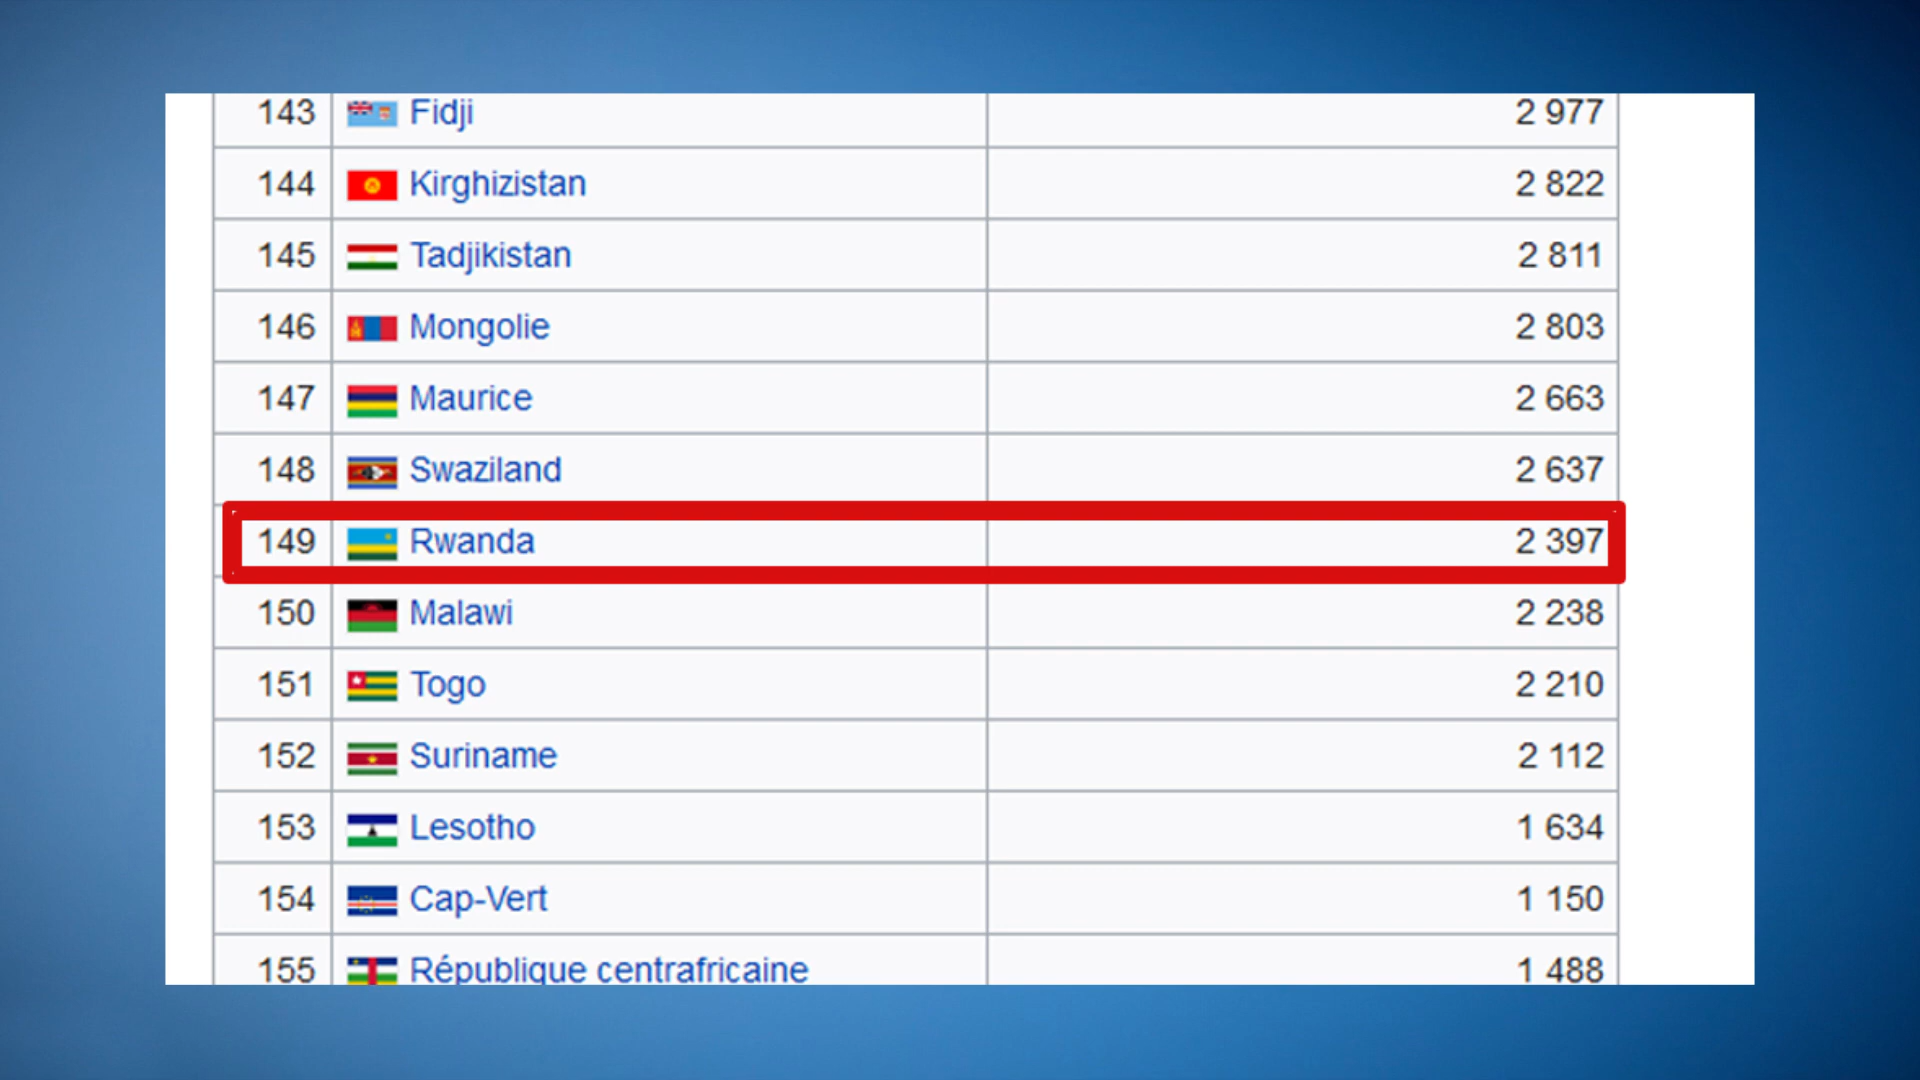 143 Fidji 2 977
144 Kirghizistan 2 822
145 Tadjikistan 2 811
146 Mongolie 2 803
147 Maurice 2 663
148 Swaziland 2 637
149 Rwanda 2 397
150 Malawi 2 238
151 Togo 2 210
152 Suriname 2 112
153 Lesotho 1 634
154 Cap-Vert 1 150
155 République centrafricaine 1 488